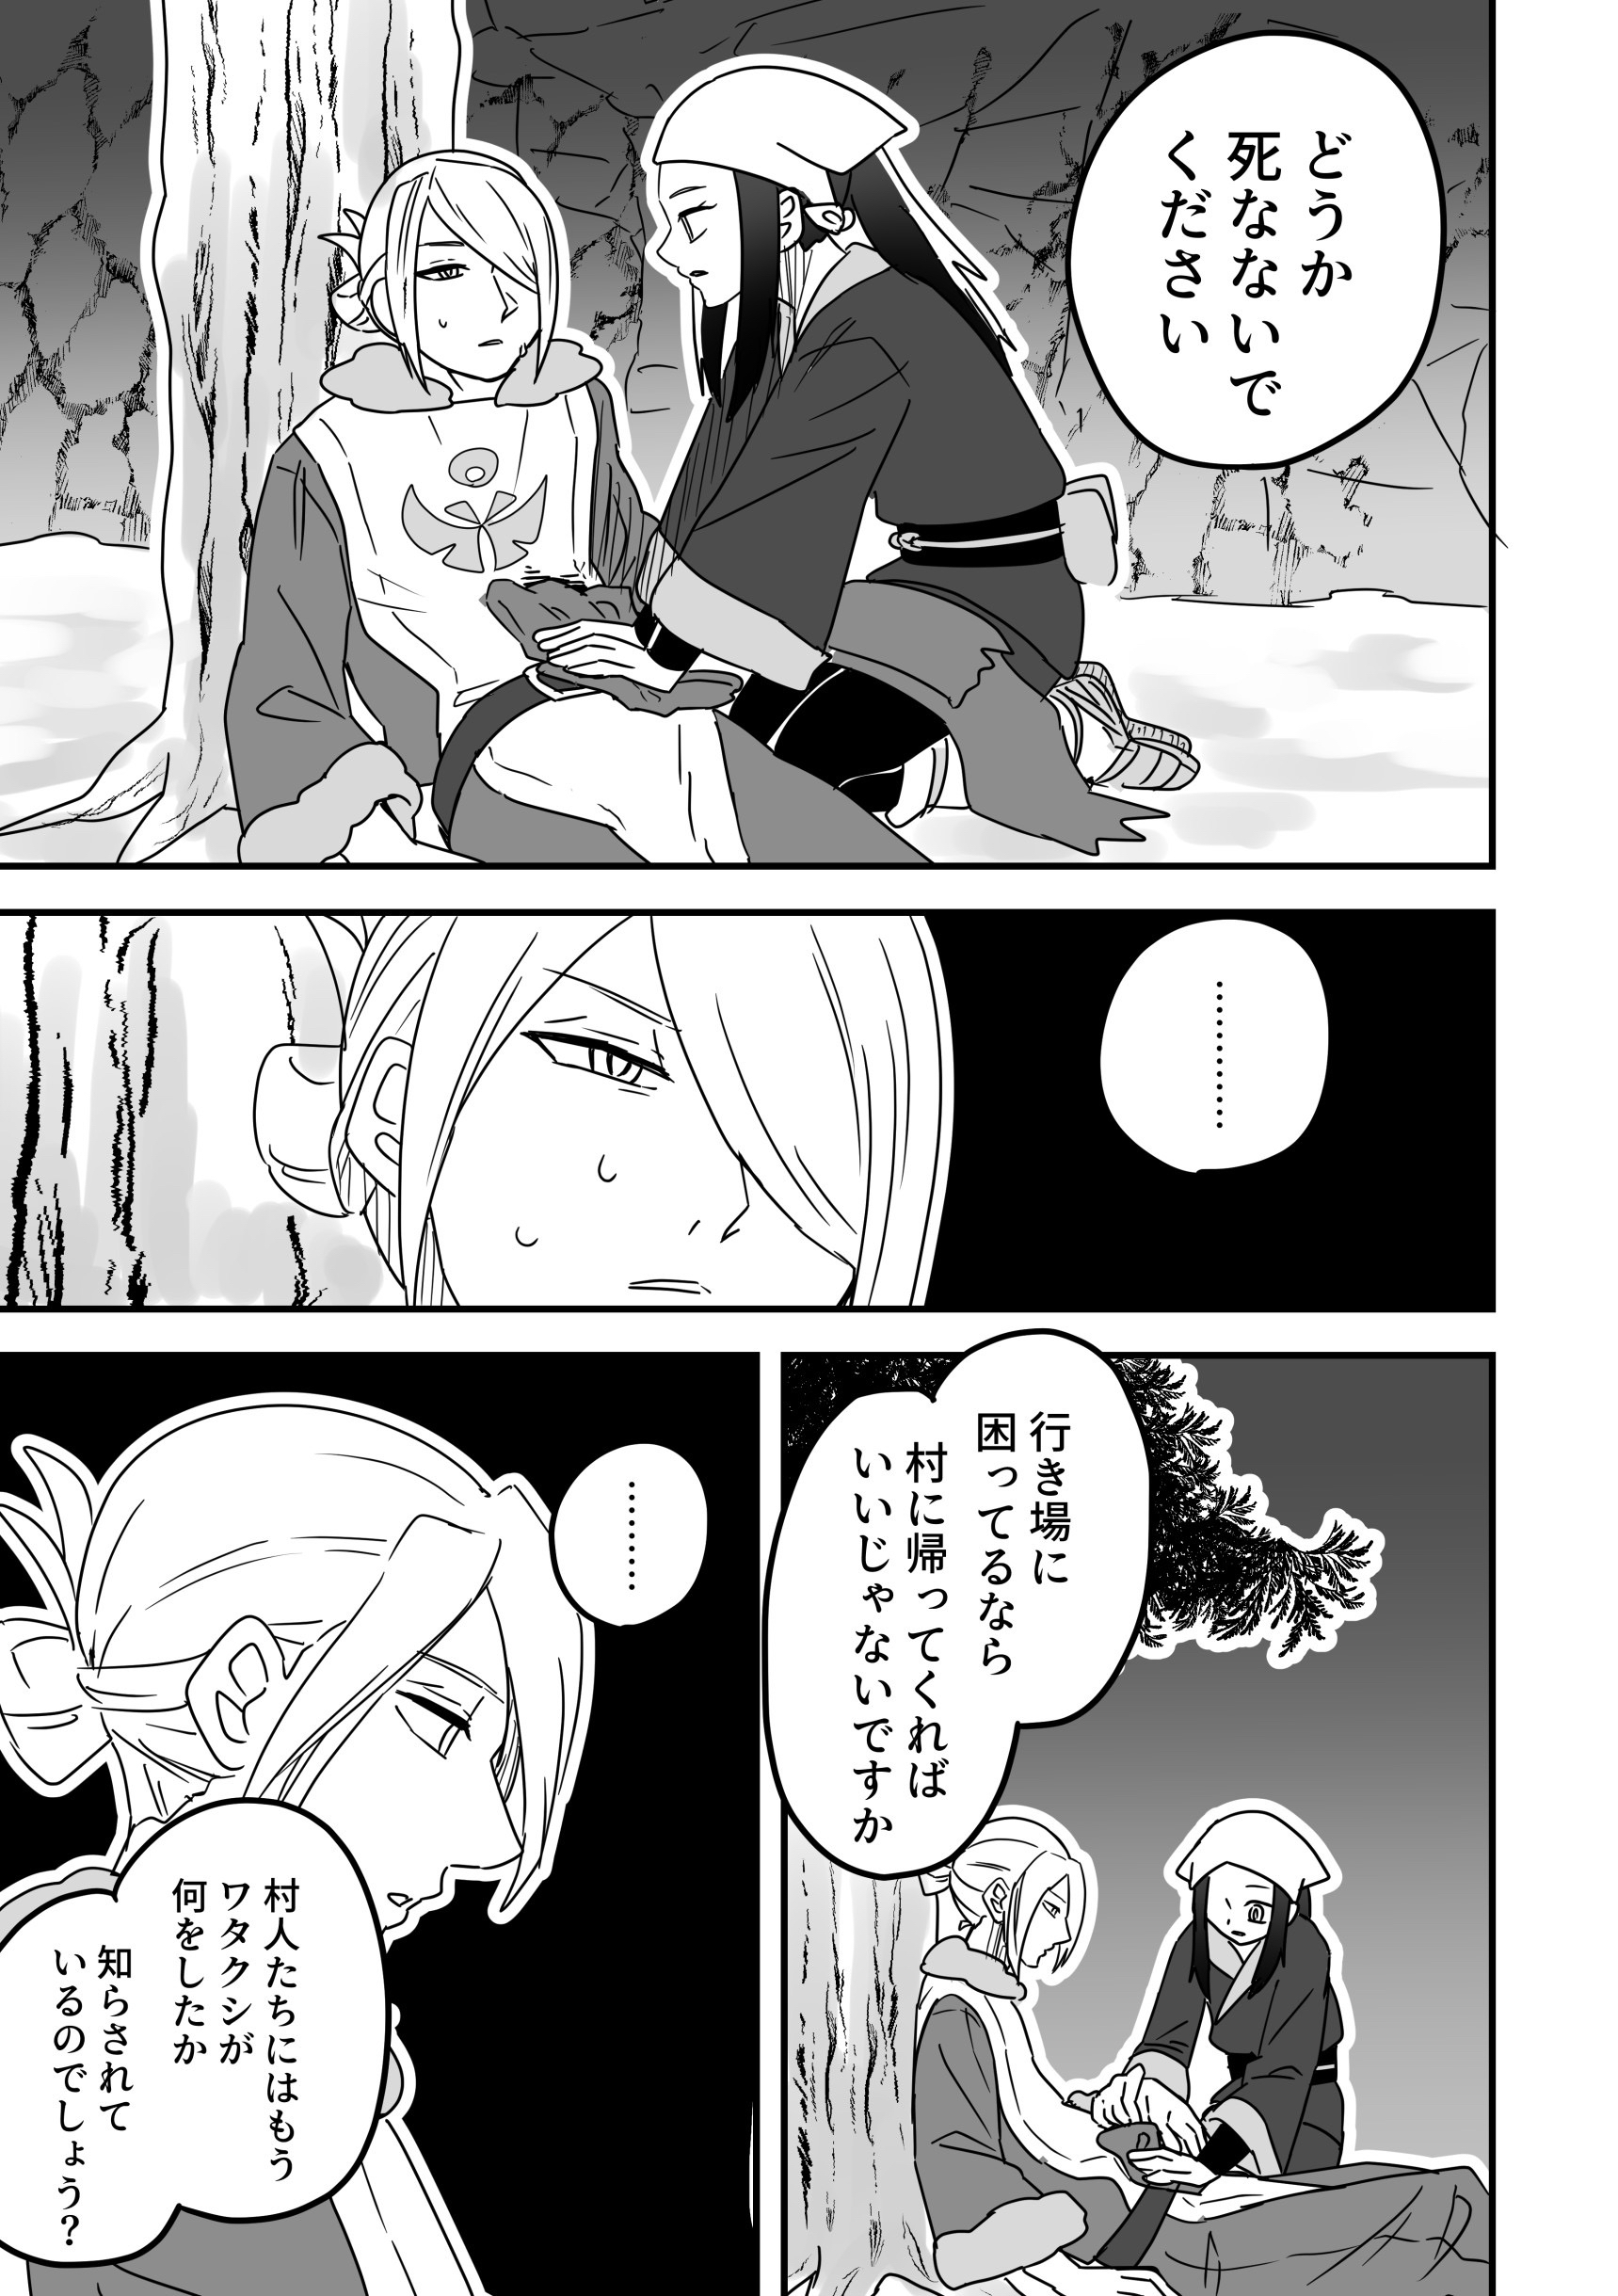 どうか
死なないで
ください
…………
行き場に
困ってるなら
村に帰ってくれば
いいじゃないですか
………
村人たちにはもう
ワタクシが
何をしたか
知らされて
いるのでしょう？